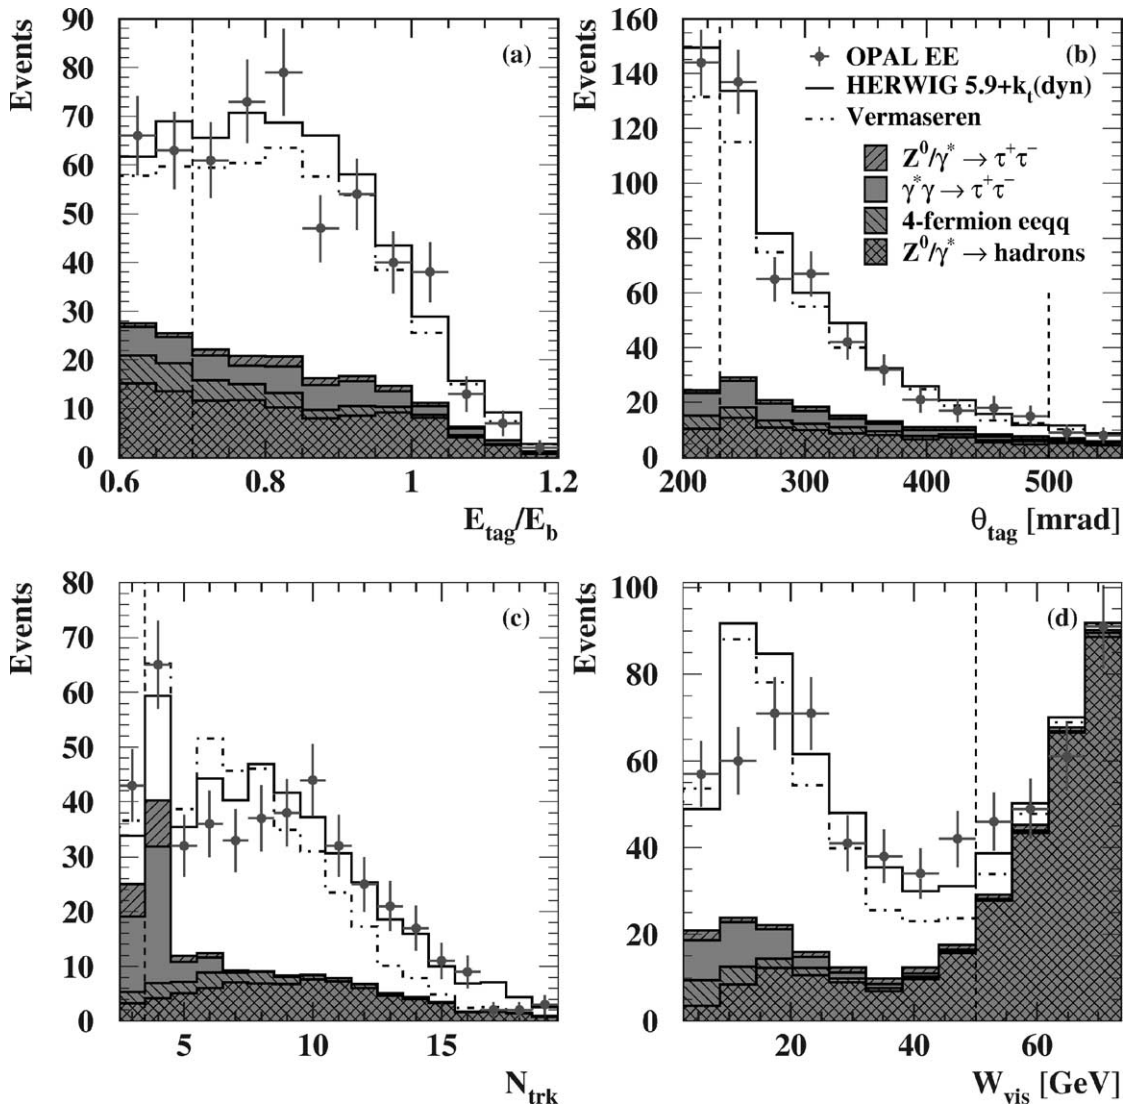 Events
90
80
70
60
50
40
30
20
10
0
(a)
0.6
0.8
1
1.2
E_tag/E_b
Events
160
140
120
100
80
60
40
20
0
(b)
OPAL EE
HERWIG 5.9+k_t(dyn)
Vermaseren
Z⁰/γ* → τ⁺τ⁻
γ*γ → τ⁺τ⁻
4-fermion eeqq
Z⁰/γ* → hadrons
200
300
400
500
θ_tag [mrad]
Events
80
70
60
50
40
30
20
10
0
(c)
5
10
15
N_trk
Events
100
80
60
40
20
0
(d)
20
40
60
W_vis [GeV]